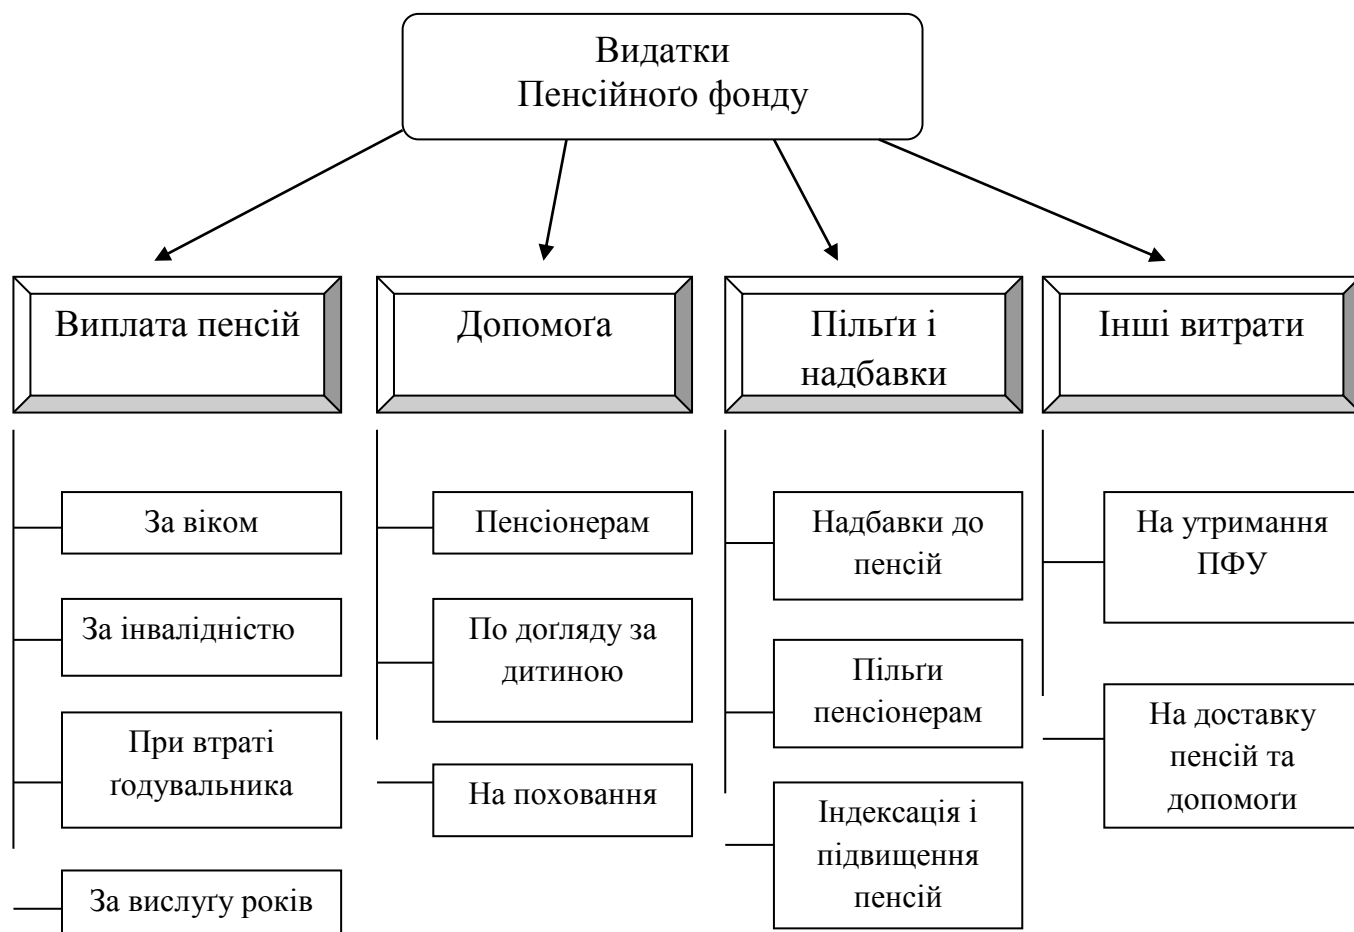 Видатки
Пенсійноґо фонду
Виплата пенсій
Допомоґа
Пільґи і
надбавки
Інші витрати
За віком
За інвалідністю
При втраті
ґодувальника
За вислуґу років
Пенсіонерам
По доґляду за
дитиною
На поховання
Надбавки до
пенсій
Пільґи
пенсіонерам
Індексація і
підвищення
пенсій
На утримання
ПФУ
На доставку
пенсій та
допомоґи